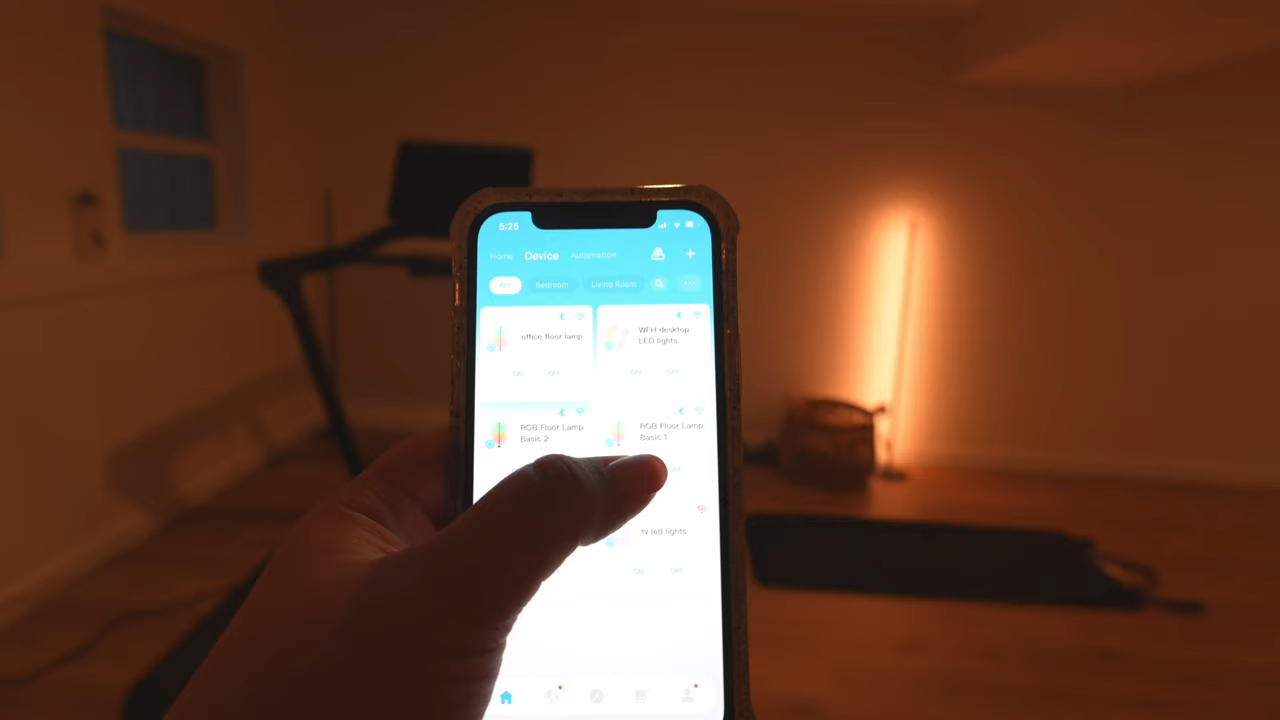 5:25
Home Device Automation
ALL Bedroom Living Room
office floor lamp
ON OFF
WFH desktop
LED lights
ON OFF
RGB Floor Lamp
Basic 2
RGB Floor Lamp
Basic 1
OFF
tv led lights
ON OFF